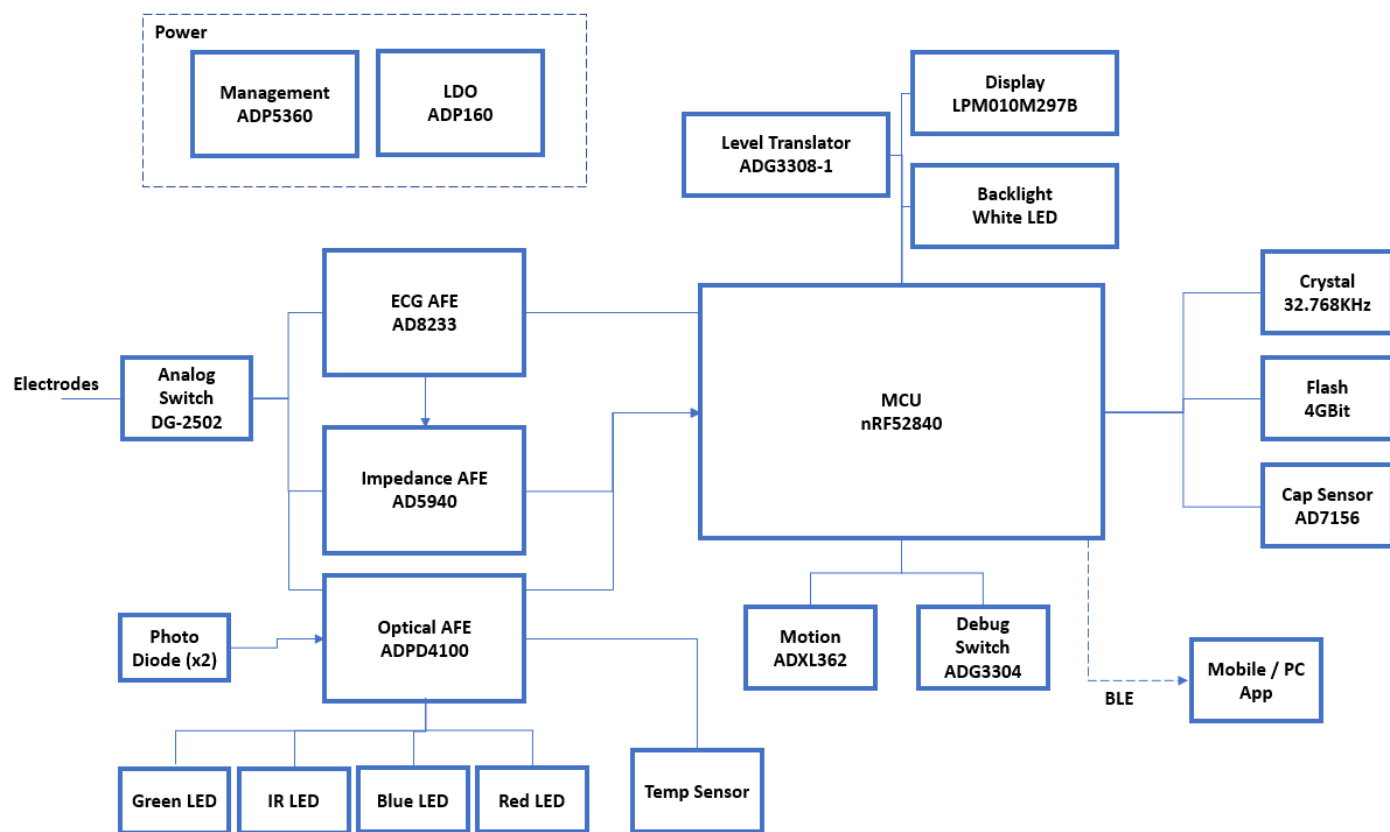 Power
Management
ADP5360
LDO
ADP160
Display
LPM010M297B
Level Translator
ADG3308-1
Backlight
White LED
ECG AFE
AD8233
Crystal
32.768KHz
Electrodes
Analog
Switch
DG-2502
MCU
nRF52840
Flash
4GBit
Impedance AFE
AD5940
Cap Sensor
AD7156
Photo
Diode (x2)
Optical AFE
ADPD4100
Motion
ADXL362
Debug
Switch
ADG3304
BLE
Mobile / PC
App
Green LED
IR LED
Blue LED
Red LED
Temp Sensor